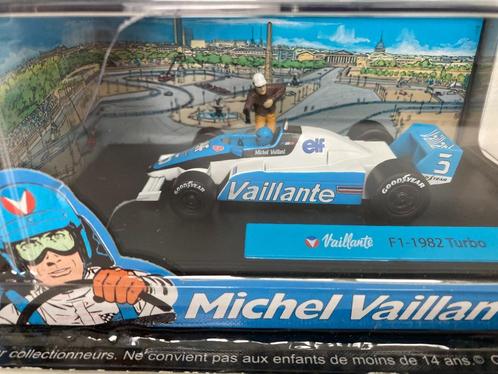 Michel Vaillant
elf
Vaillante
GOODYEAR
GOODYEAR
5
Vaillante F1-1982 Turbo
Michel Vaillan
r collectionneurs. Ne convient pas aux enfants de moins de 14 ans.©